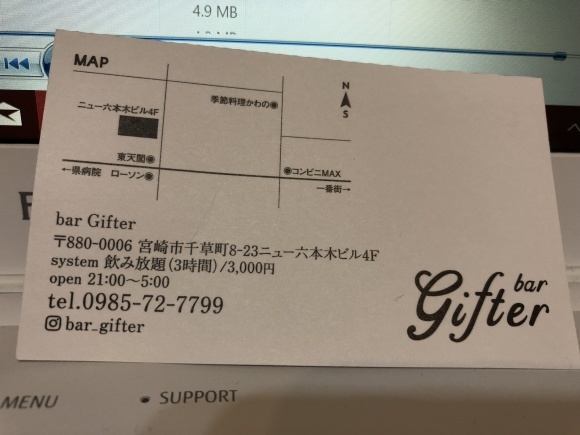 4.9 MB
MAP
N
S
季節料理かわの
ニュー六本木ビル4F
東天閣
コンビニMAX
←県病院 ローソン
一番街→
bar Gifter
〒880-0006 宮崎市千草町8-23ニュー六本木ビル4F
system 飲み放題(3時間)/3,000円
open 21:00〜5:00
tel.0985-72-7799
bar_gifter
bar
Gifter
MENU
SUPPORT